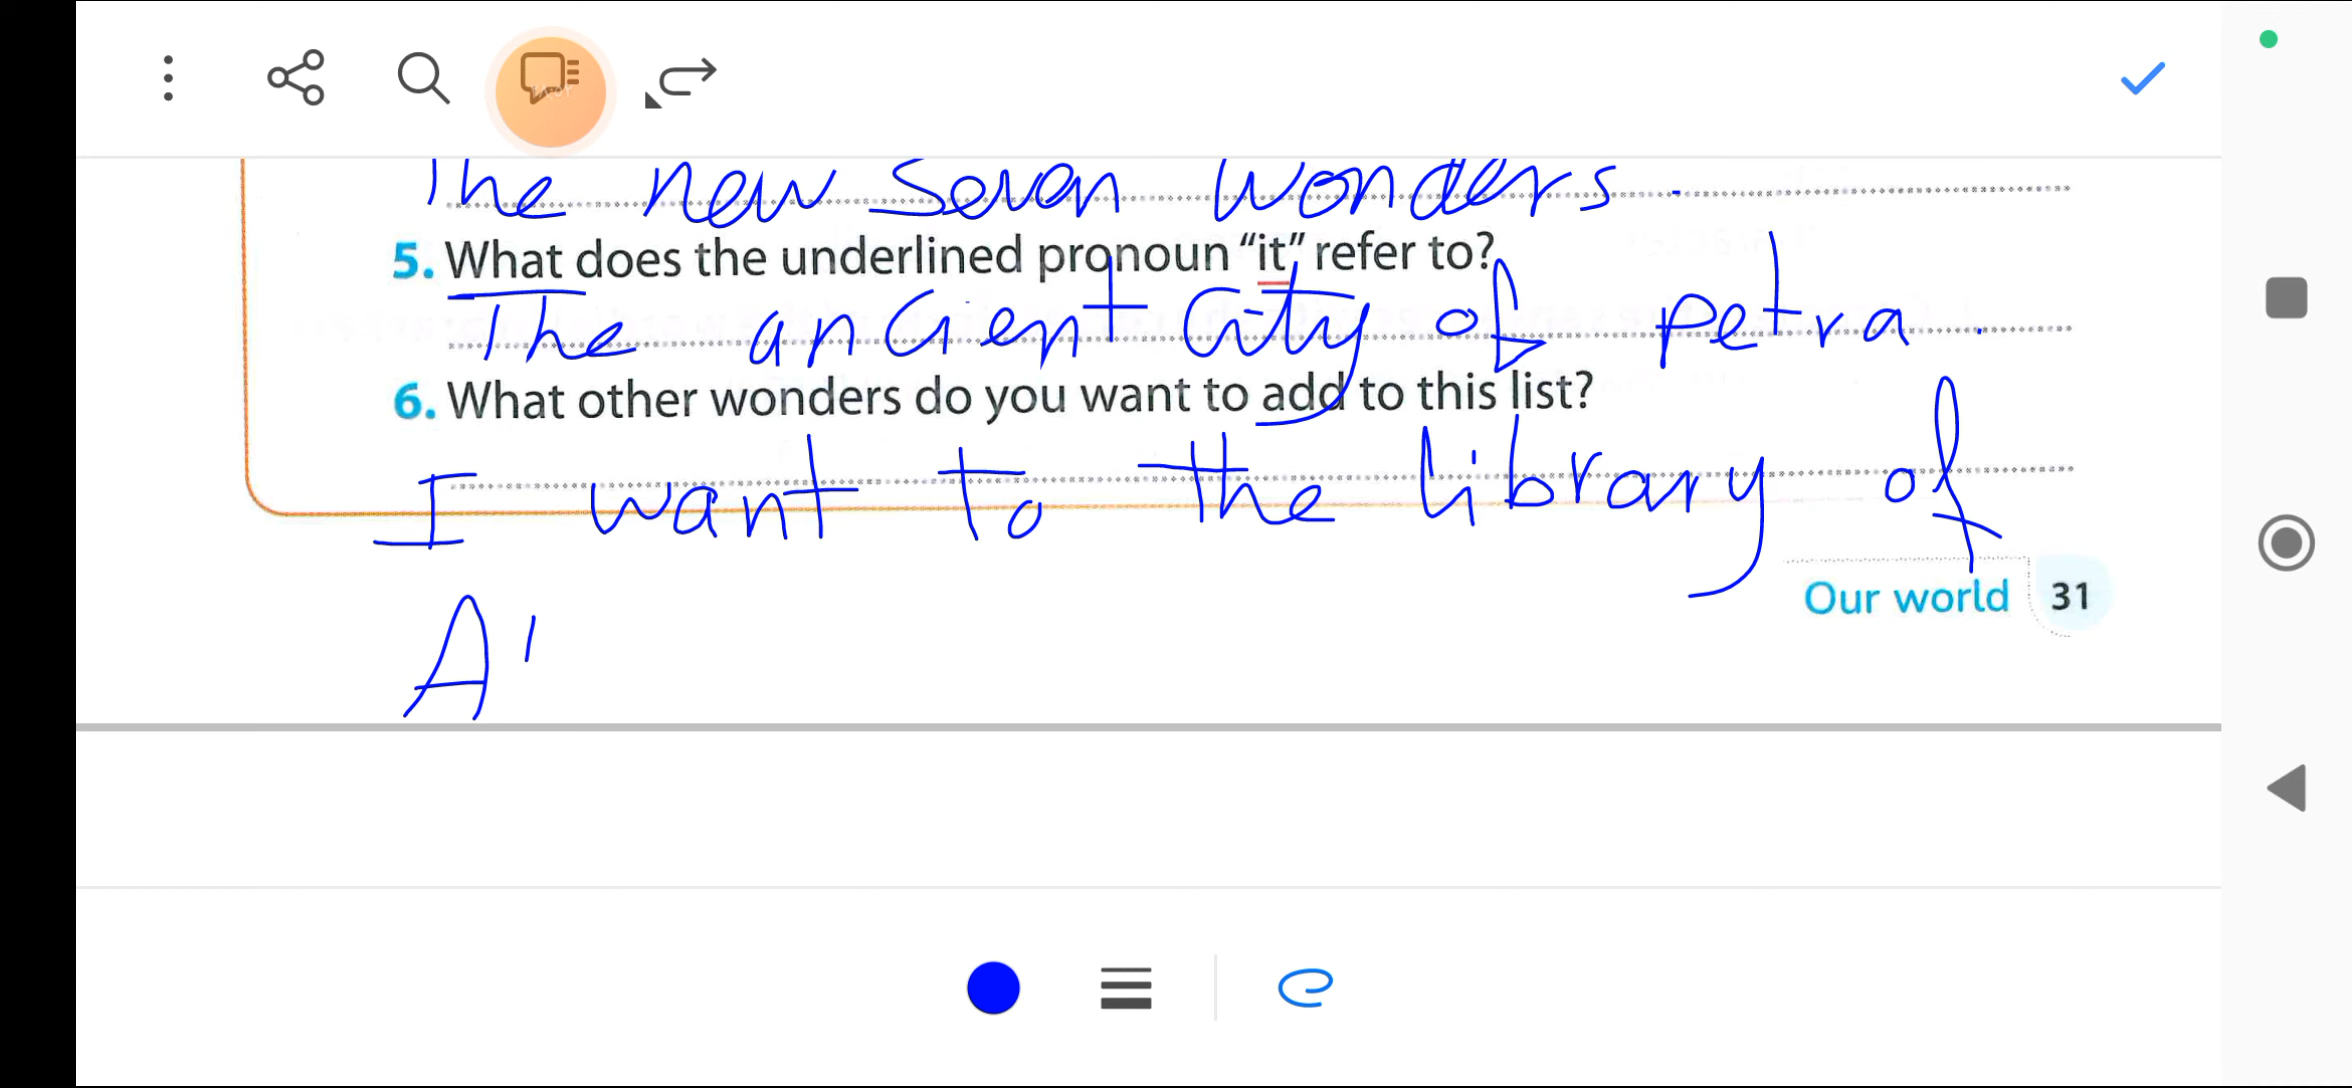 The new Seven Wonders.
5. What does the underlined pronoun “it” refer to?
The ancient City of petra.
6. What other wonders do you want to add to this list?
I want to the library of
Our world 31
A